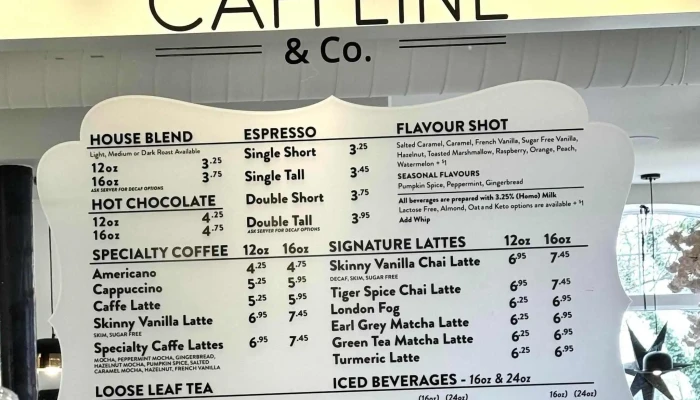 CAFFEINE
& Co.
HOUSE BLEND
Light, Medium or Dark Roast Available
12oz 3.25
16oz 3.75
ASK SERVER FOR DECAF OPTIONS
HOT CHOCOLATE
12oz 4.25
16oz 4.75
ESPRESSO
Single Short 3.25
Single Tall 3.45
Double Short 3.75
Double Tall 3.95
ASK SERVER FOR DECAF OPTIONS
FLAVOUR SHOT
Salted Caramel, Caramel, French Vanilla, Sugar Free Vanilla,
Hazelnut, Toasted Marshmallow, Raspberry, Orange, Peach,
Watermelon + $1
SEASONAL FLAVOURS
Pumpkin Spice, Peppermint, Gingerbread
All beverages are prepared with 3.25% (Homo) Milk
Lactose Free, Almond, Oat and Keto options are available + $1
Add Whip
SPECIALTY COFFEE 12oz 16oz
Americano 4.25 4.75
Cappuccino 5.25 5.95
Caffe Latte 5.25 5.95
Skinny Vanilla Latte 6.95 7.45
SKIM, SUGAR FREE
Specialty Caffe Lattes 6.95 7.45
MOCHA, PEPPERMINT MOCHA, GINGERBREAD,
HAZELNUT MOCHA, PUMPKIN SPICE, SALTED
CARAMEL MOCHA, HAZELNUT, FRENCH VANILLA
LOOSE LEAF TEA
SIGNATURE LATTES 12oz 16oz
Skinny Vanilla Chai Latte 6.95 7.45
DECAF, SKIM, SUGAR FREE
Tiger Spice Chai Latte 6.95 7.45
London Fog 6.25 6.95
Earl Grey Matcha Latte 6.25 6.95
Green Tea Matcha Latte 6.25 6.95
Turmeric Latte 6.25 6.95
ICED BEVERAGES - 16oz & 24oz
(16oz) (24oz) 16oz) (24oz)